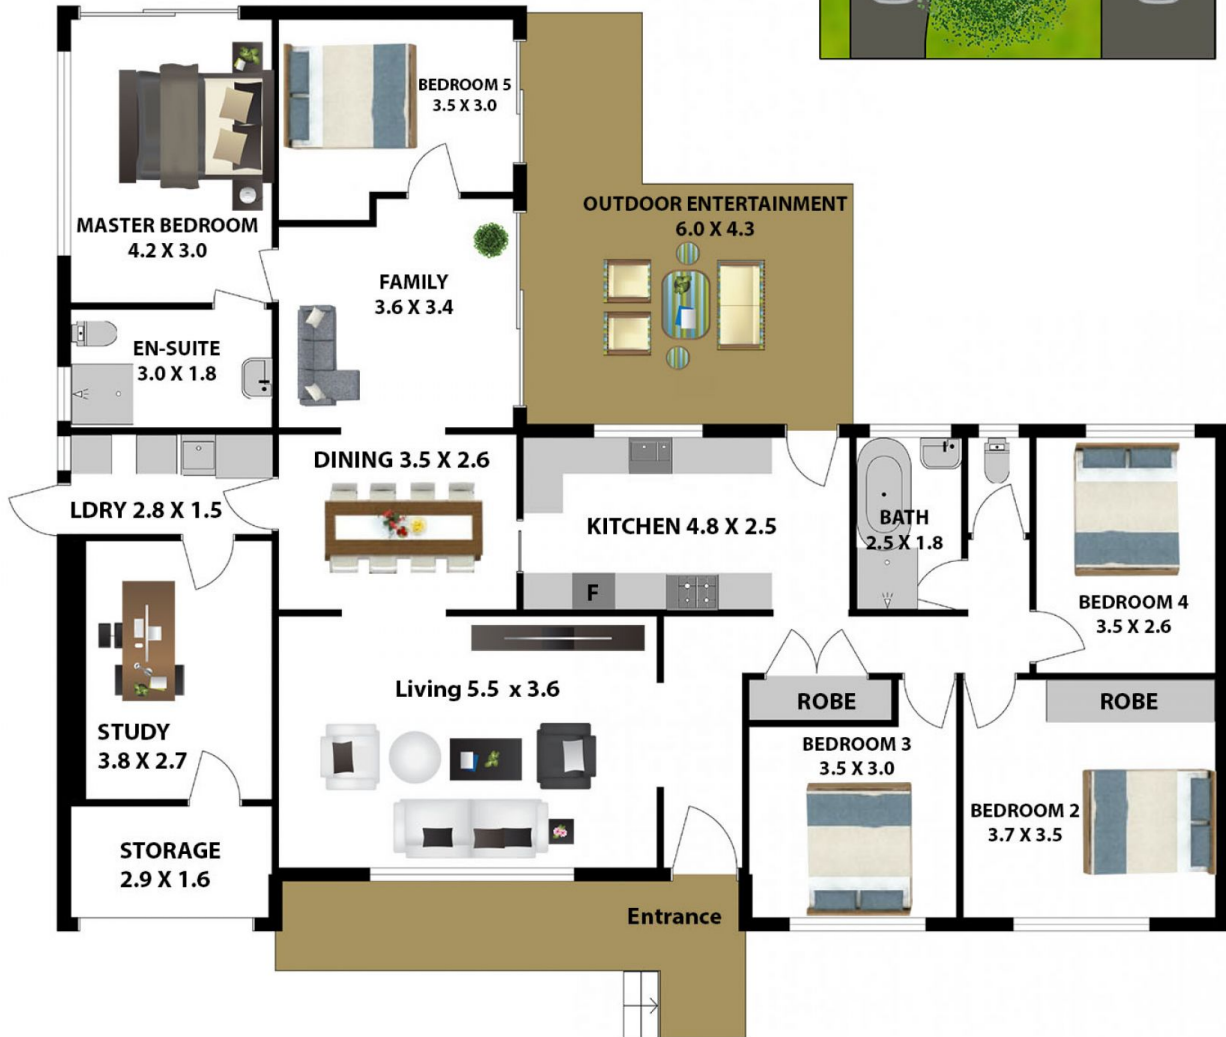 BEDROOM 5
3.5 X 3.0
MASTER BEDROOM
4.2 X 3.0
OUTDOOR ENTERTAINMENT
6.0 X 4.3
FAMILY
3.6 X 3.4
EN-SUITE
3.0 X 1.8
DINING 3.5 X 2.6
LDRY 2.8 X 1.5
KITCHEN 4.8 X 2.5
F
BATH
2.5 X 1.8
BEDROOM 4
3.5 X 2.6
Living 5.5 x 3.6
ROBE
ROBE
STUDY
3.8 X 2.7
BEDROOM 3
3.5 X 3.0
BEDROOM 2
3.7 X 3.5
STORAGE
2.9 X 1.6
Entrance